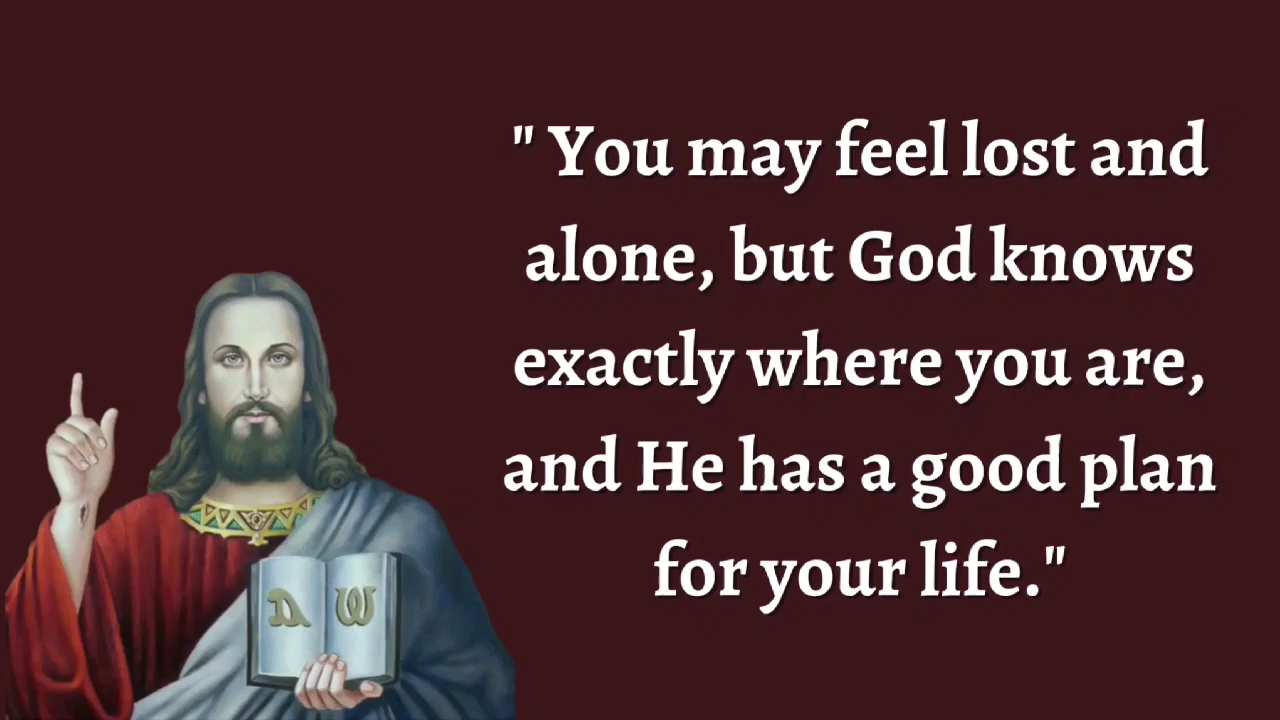 " You may feel lost and
alone, but God knows
exactly where you are,
and He has a good plan
for your life."